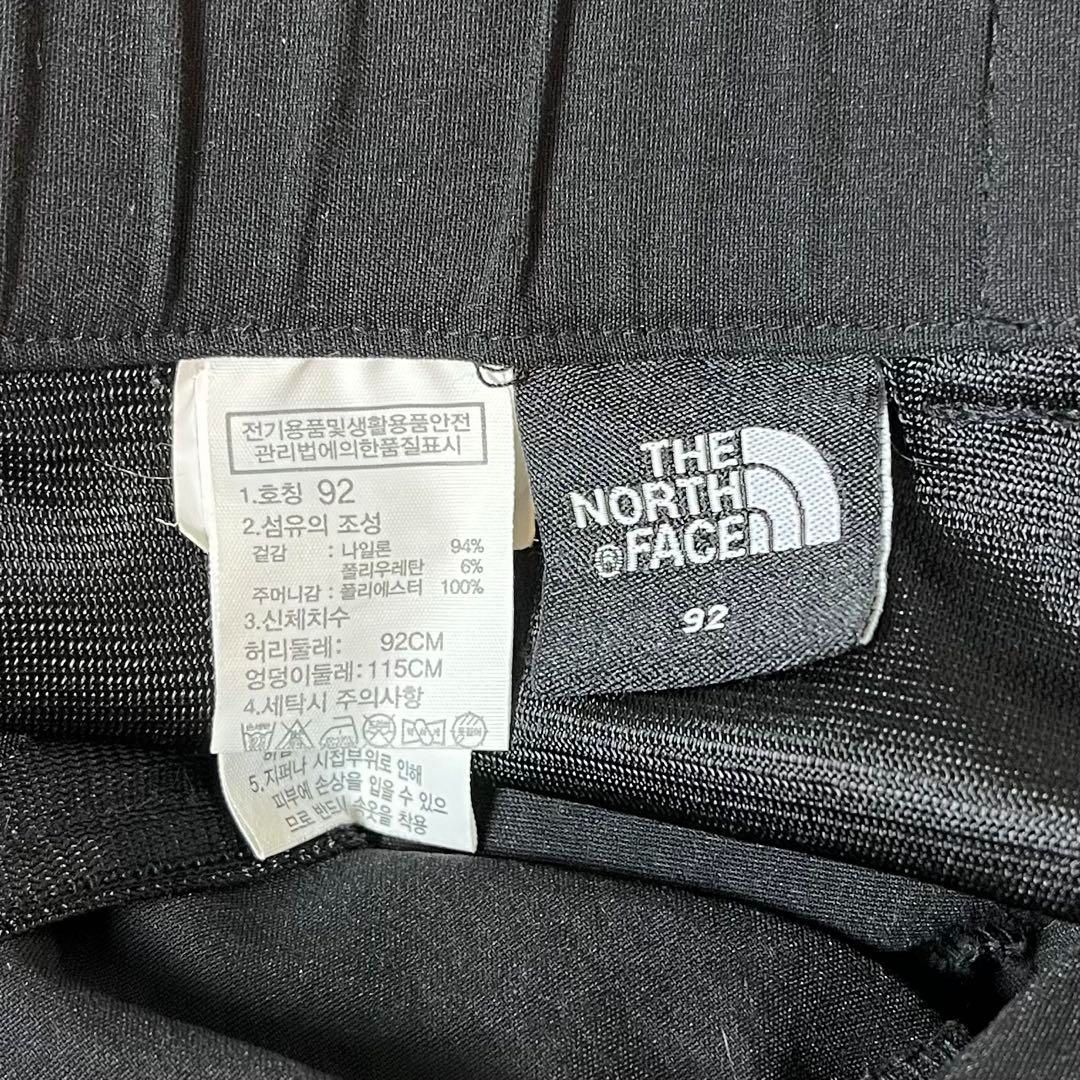 전기용품및생활용품안전
관리법에의한품질표시
1.호칭 92
2.섬유의 조성
겉감 : 나일론 94%
폴리우레탄 6%
주머니감 : 폴리에스터 100%
3.신체치수
허리둘레: 92CM
엉덩이둘레: 115CM
4.세탁시 주의사항
5.지퍼나 시접부위로 인해
피부에 손상을 입을 수 있으
므로 반드시 속옷을 착용
THE
NORTH
FACE
®
92